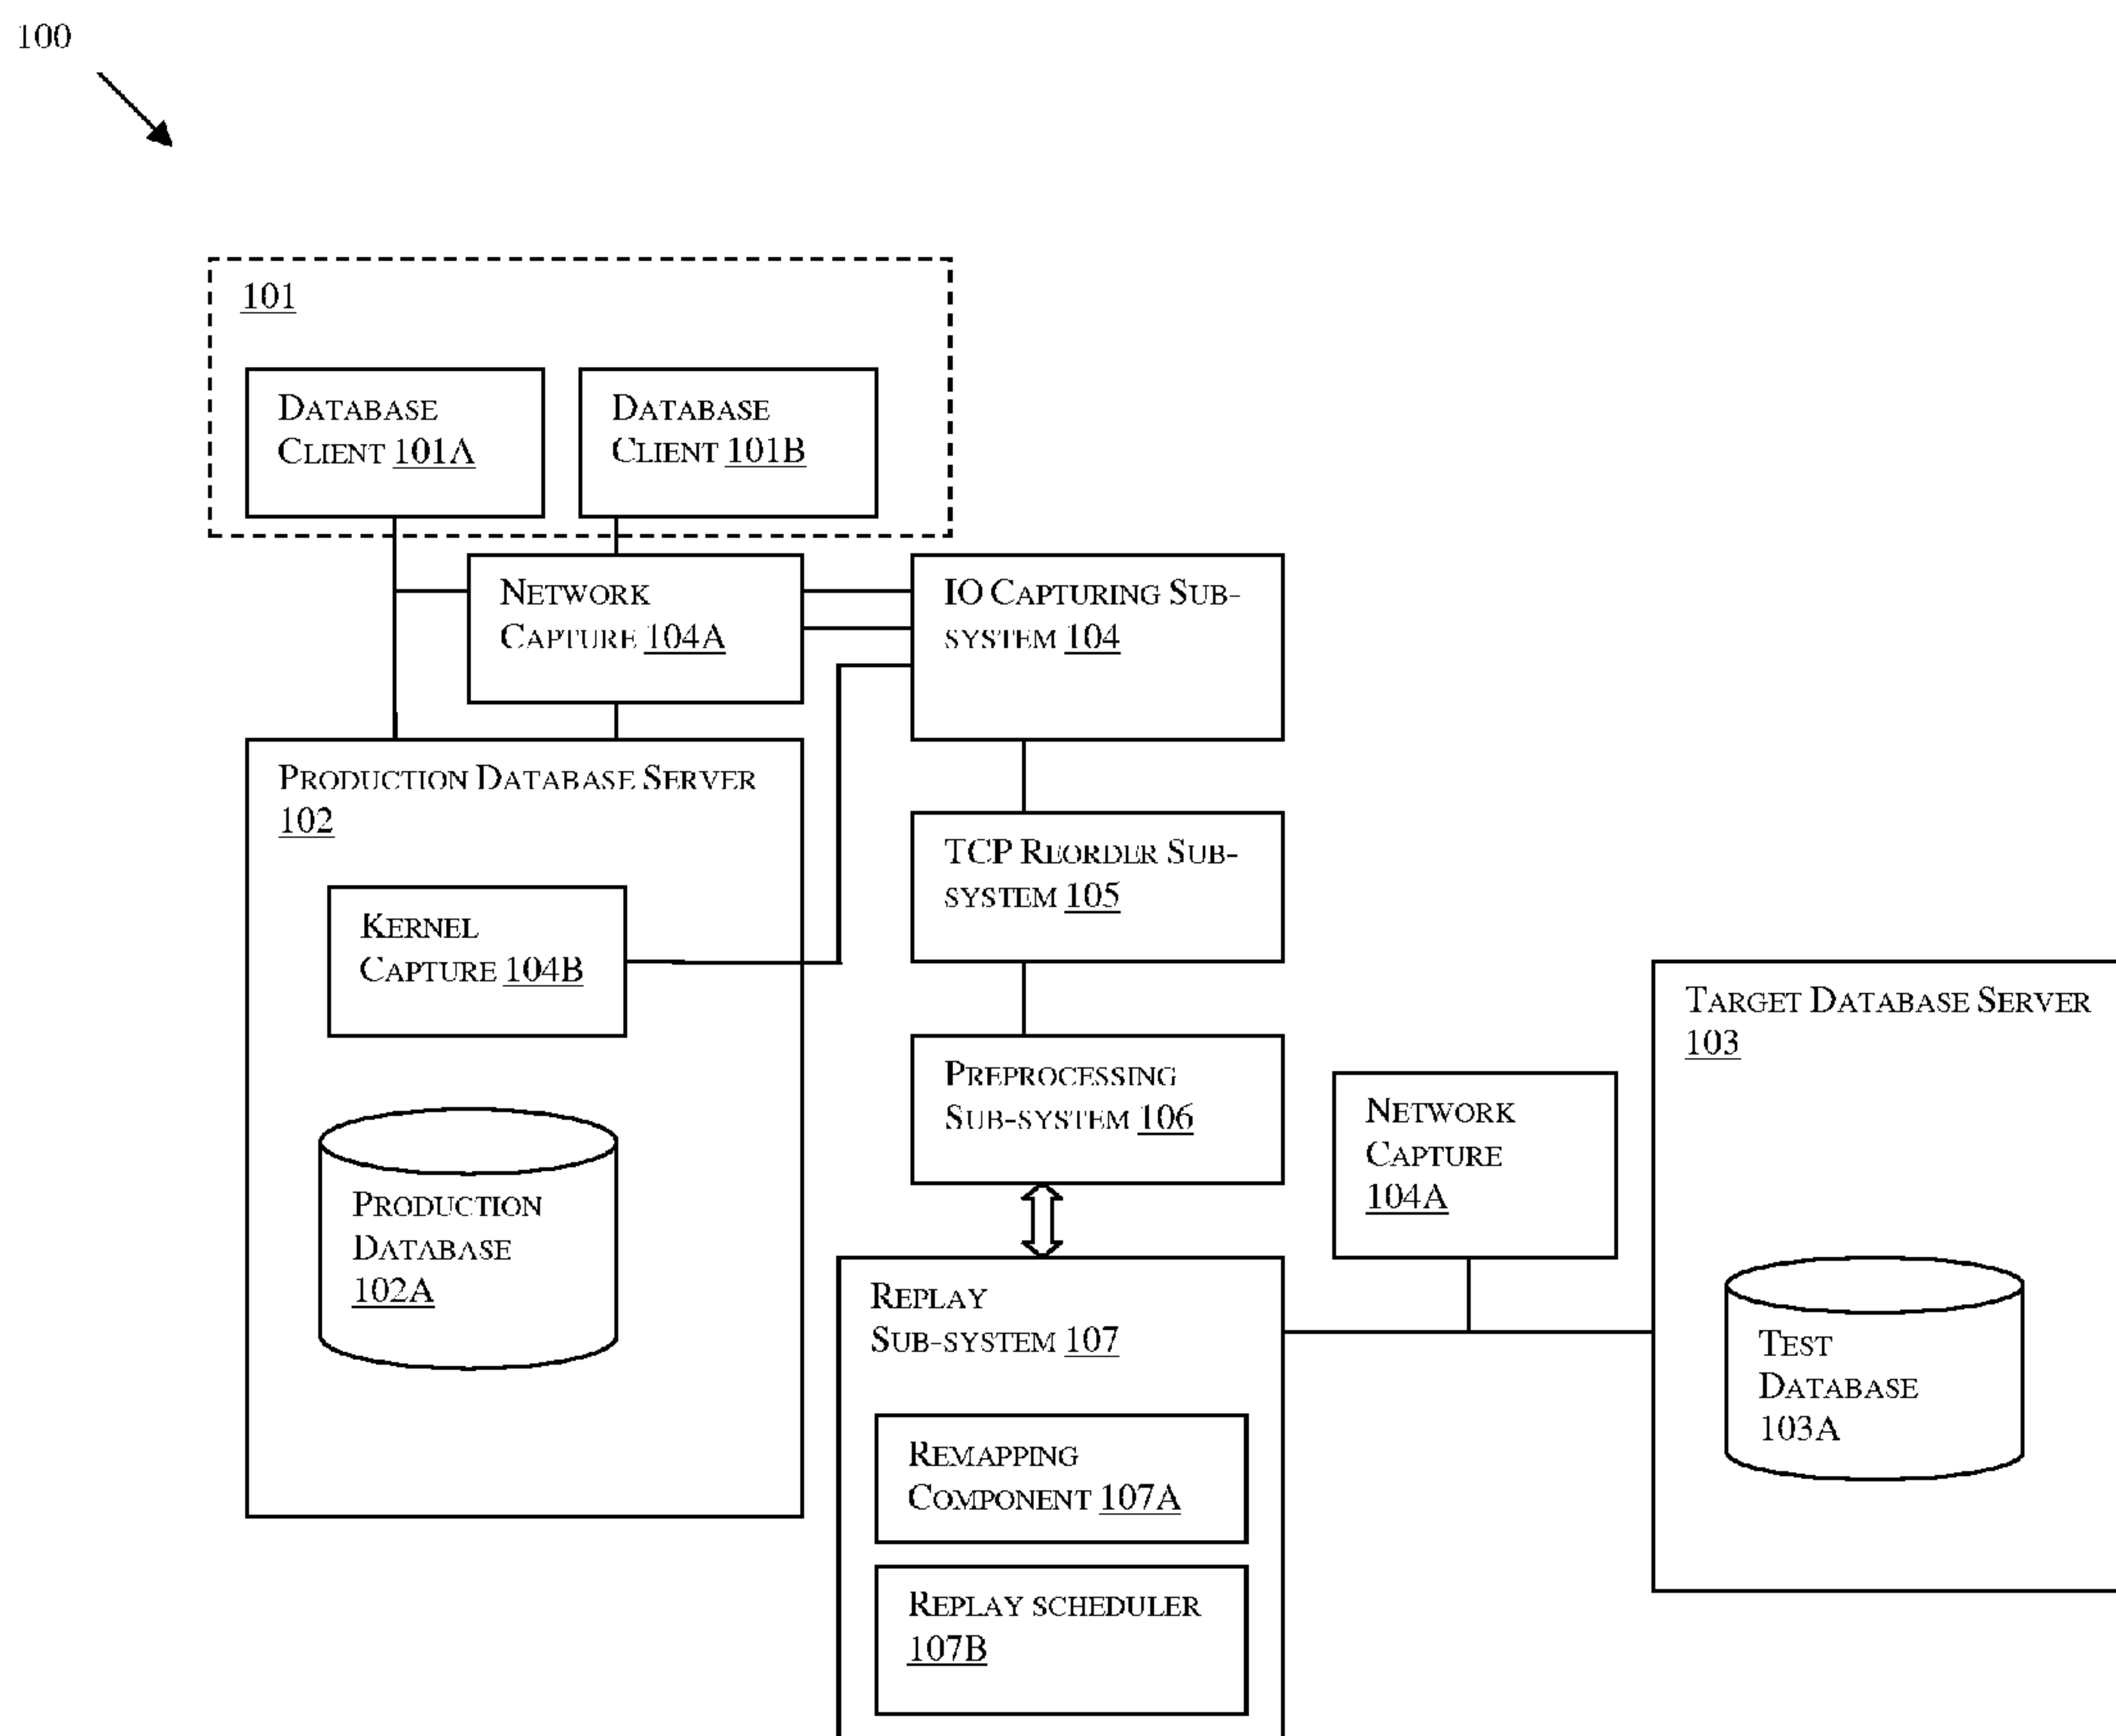 100
101
DATABASE
CLIENT 101A
DATABASE
CLIENT 101B
NETWORK
CAPTURE 104A
IO CAPTURING SUB-
SYSTEM 104
PRODUCTION DATABASE SERVER
102
TCP REORDER SUB-
SYSTEM 105
KERNEL
CAPTURE 104B
TARGET DATABASE SERVER
103
PREPROCESSING
SUB-SYSTEM 106
NETWORK
CAPTURE
104A
PRODUCTION
DATABASE
102A
REPLAY
SUB-SYSTEM 107
TEST
DATABASE
103A
REMAPPING
COMPONENT 107A
REPLAY SCHEDULER
107B